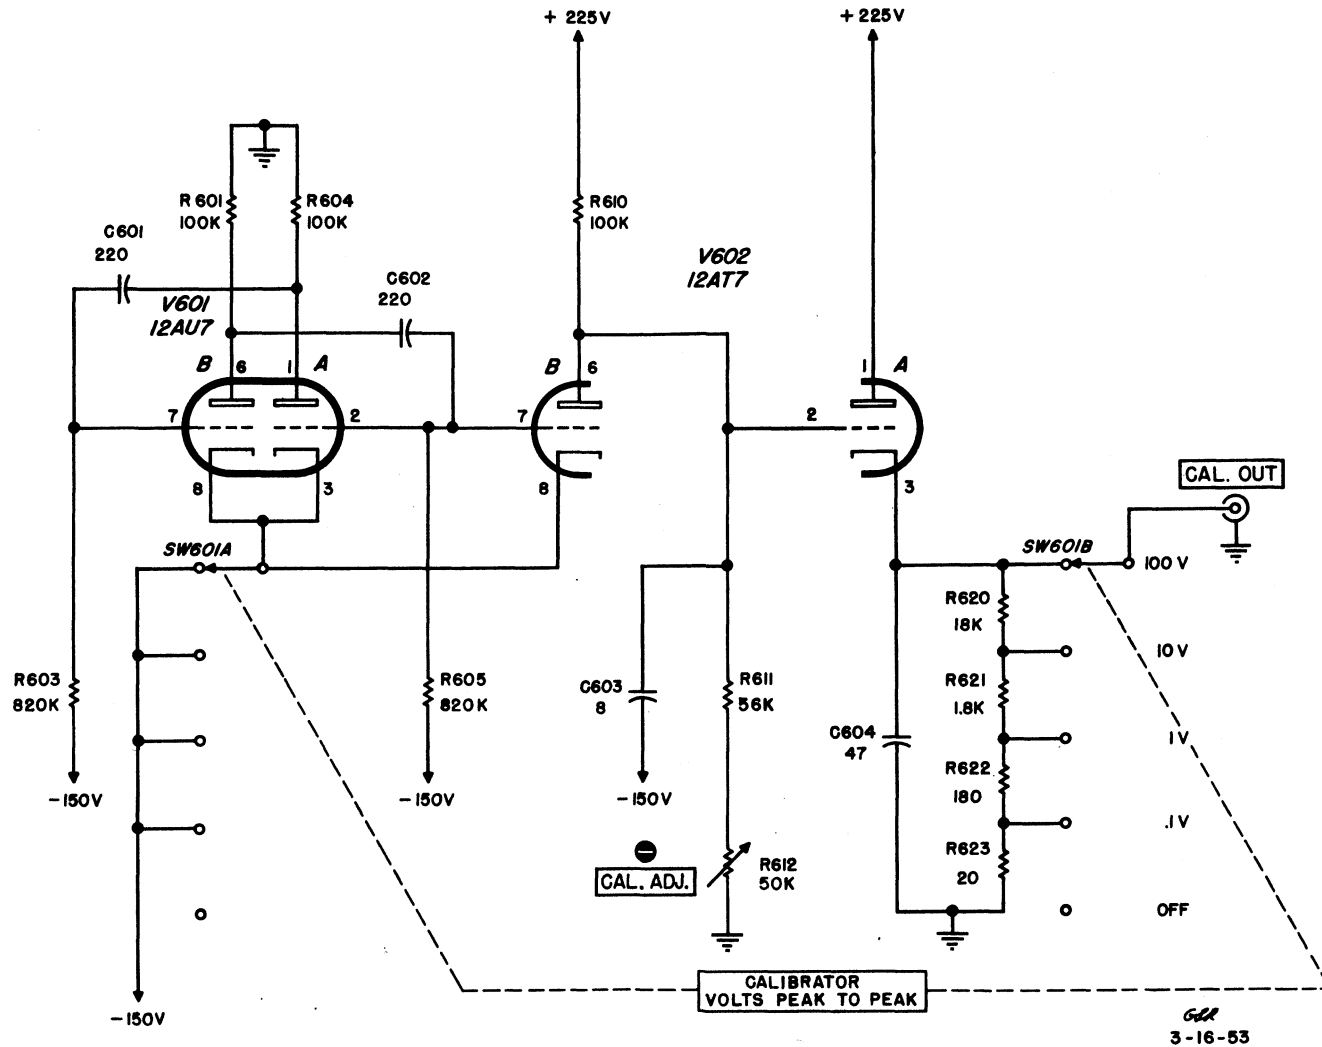 + 225V
+ 225V
R601
100K
R604
100K
R610
100K
C601
220
C602
220
V601
12AU7
V602
12AT7
B
6
1
A
B
6
1
A
7
2
7
2
8
3
8
3
CAL. OUT
SW601A
SW601B
100 V
R620
18K
10 V
R603
820K
R605
820K
C603
8
R611
56K
R621
1.8K
C604
47
1V
R622
180
-150V
-150V
-150V
.1V
R623
20
CAL. ADJ.
R612
50K
OFF
CALIBRATOR
VOLTS PEAK TO PEAK
-150V
3-16-53